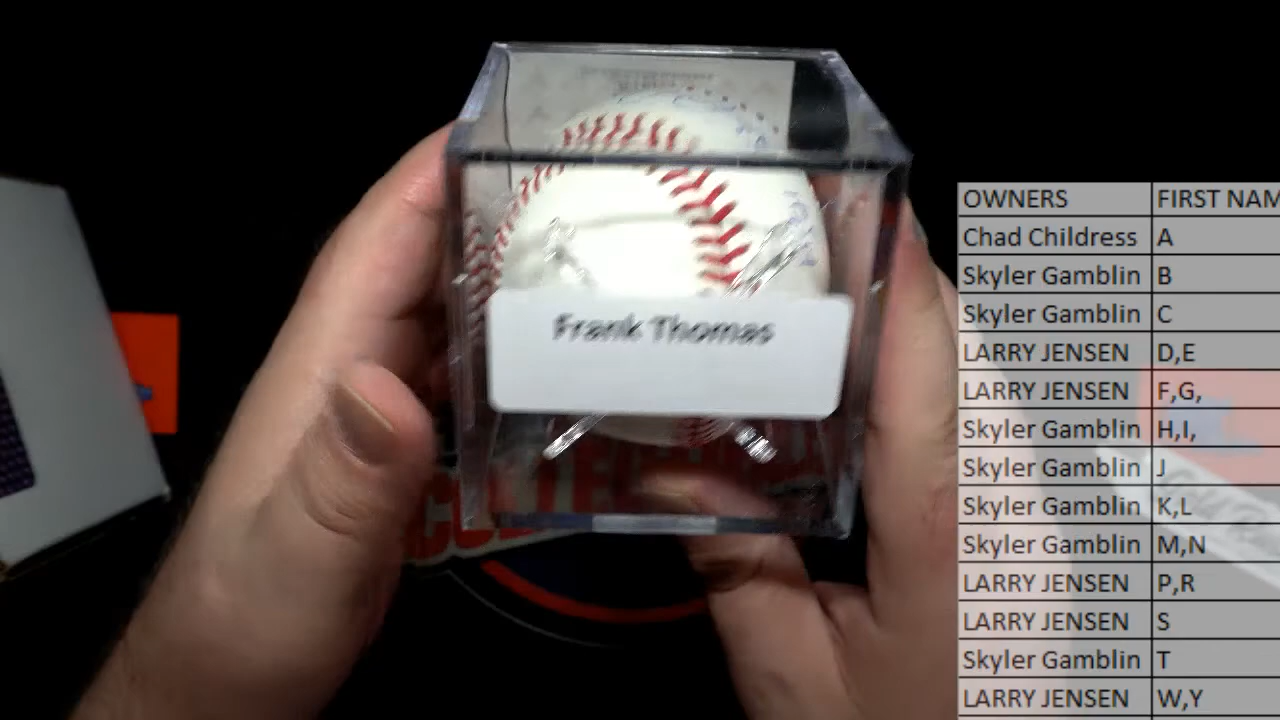 Frank Thomas
OWNERS FIRST NAM
Chad Childress A
Skyler Gamblin B
Skyler Gamblin C
LARRY JENSEN D,E
LARRY JENSEN F,G,
Skyler Gamblin H,I,
Skyler Gamblin J
Skyler Gamblin K,L
Skyler Gamblin M,N
LARRY JENSEN P,R
LARRY JENSEN S
Skyler Gamblin T
LARRY JENSEN W,Y